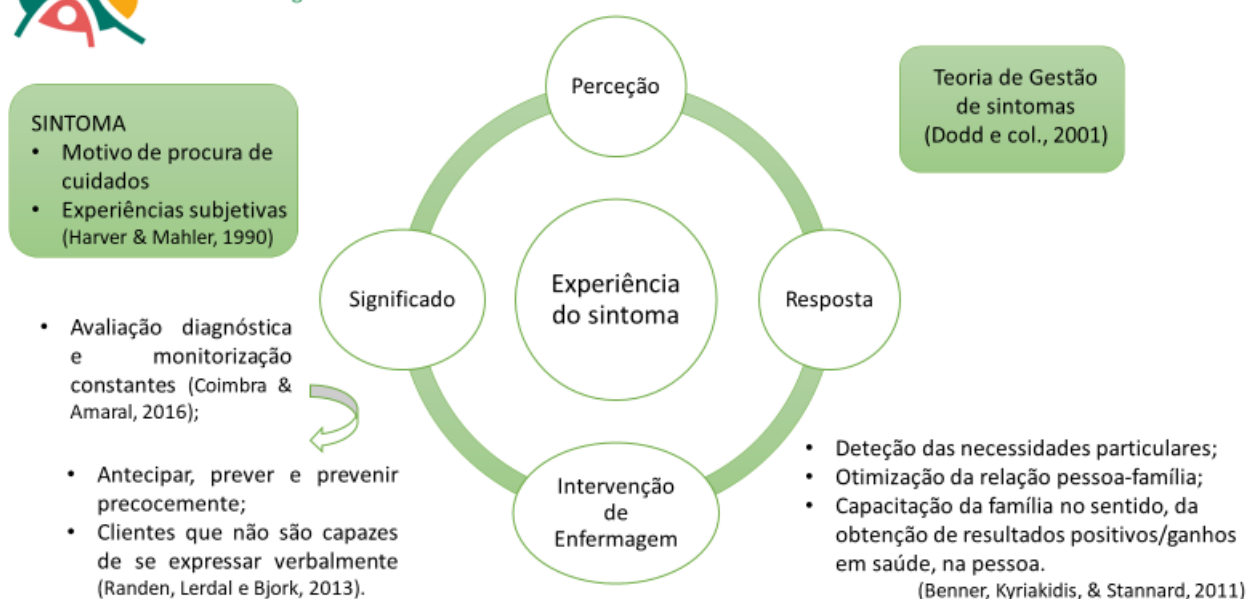 SINTOMA
• Motivo de procura de
cuidados
• Experiências subjetivas
(Harver & Mahler, 1990)
• Avaliação diagnóstica
e monitorização
constantes (Coimbra &
Amaral, 2016);
• Antecipar, prever e prevenir
precocemente;
• Clientes que não são capazes
de se expressar verbalmente
(Randen, Lerdal e Bjork, 2013).
Perceção
Significado
Experiência
do sintoma
Resposta
Intervenção
de
Enfermagem
Teoria de Gestão
de sintomas
(Dodd e col., 2001)
• Deteção das necessidades particulares;
• Otimização da relação pessoa-família;
• Capacitação da família no sentido, da
obtenção de resultados positivos/ganhos
em saúde, na pessoa.
(Benner, Kyriakidis, & Stannard, 2011)